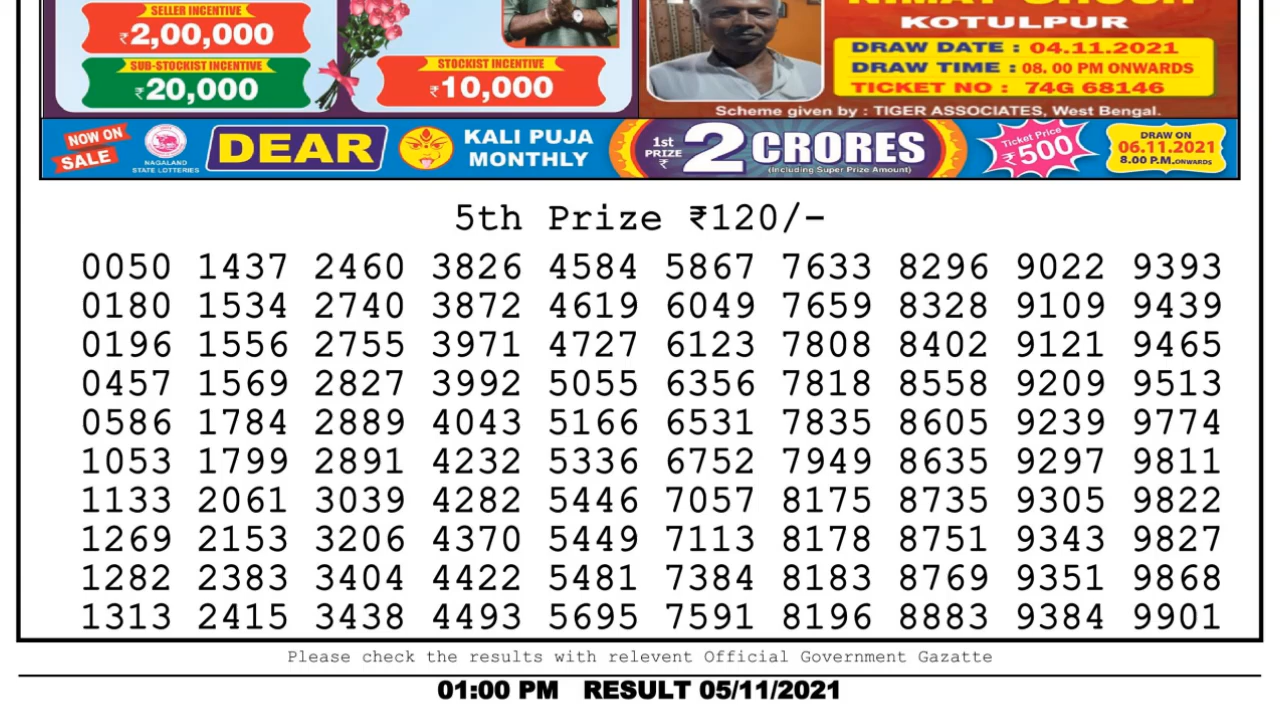 SELLER INCENTIVE
₹2,00,000
SUB-STOCKIST INCENTIVE
₹20,000
STOCKIST INCENTIVE
₹10,000
KOTULPUR
DRAW DATE : 04.11.2021
DRAW TIME : 08. 00 PM ONWARDS
TICKET NO : 74G 68146
Scheme given by : TIGER ASSOCIATES, West Bengal.
NOW ON SALE
NAGALAND
STATE LOTTERIES
DEAR
KALI PUJA
MONTHLY
1st
PRIZE
₹
2 CRORES
(Including Super Prize Amount)
Ticket Price
₹500
DRAW ON
06.11.2021
8.00 P.M.ONWARDS
5th Prize ₹120/-
0050 1437 2460 3826 4584 5867 7633 8296 9022 9393
0180 1534 2740 3872 4619 6049 7659 8328 9109 9439
0196 1556 2755 3971 4727 6123 7808 8402 9121 9465
0457 1569 2827 3992 5055 6356 7818 8558 9209 9513
0586 1784 2889 4043 5166 6531 7835 8605 9239 9774
1053 1799 2891 4232 5336 6752 7949 8635 9297 9811
1133 2061 3039 4282 5446 7057 8175 8735 9305 9822
1269 2153 3206 4370 5449 7113 8178 8751 9343 9827
1282 2383 3404 4422 5481 7384 8183 8769 9351 9868
1313 2415 3438 4493 5695 7591 8196 8883 9384 9901
Please check the results with relevent Official Government Gazatte
01:00 PM RESULT 05/11/2021